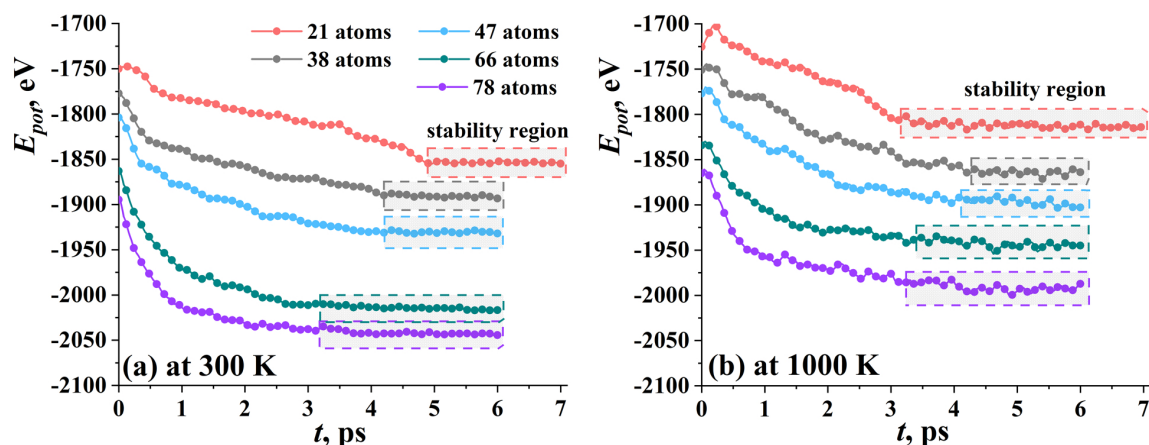 21 atoms
47 atoms
38 atoms
66 atoms
78 atoms
stability region
E_pot, eV
-1700
-1750
-1800
-1850
-1900
-1950
-2000
-2050
-2100
(a) at 300 K
0 1 2 3 4 5 6 7
t, ps
stability region
E_pot, eV
-1700
-1750
-1800
-1850
-1900
-1950
-2000
-2050
-2100
(b) at 1000 K
0 1 2 3 4 5 6 7
t, ps